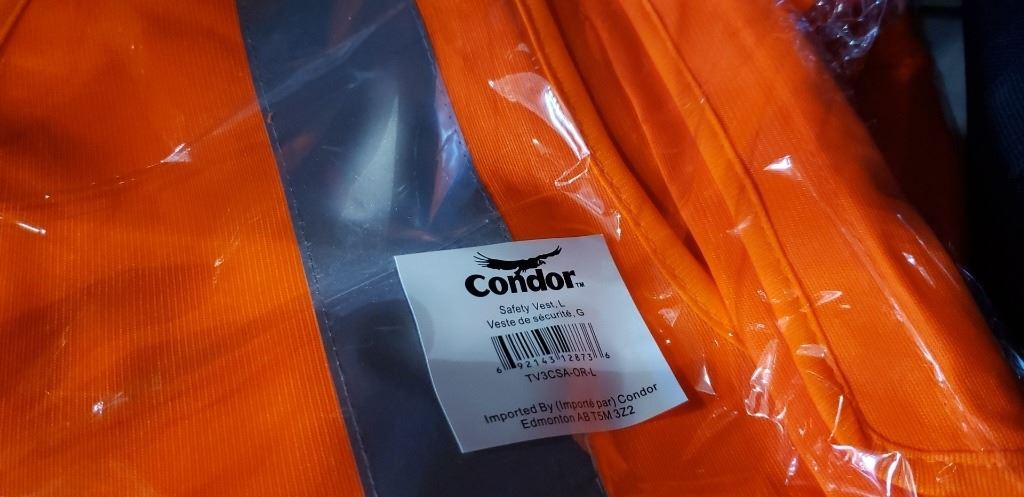 Condor™
Safety Vest, L
Veste de sécurité, G
6 92143 12873 6
TV3CSA-OR-L
Imported By (Importé par) Condor
Edmonton AB T5M 3Z2